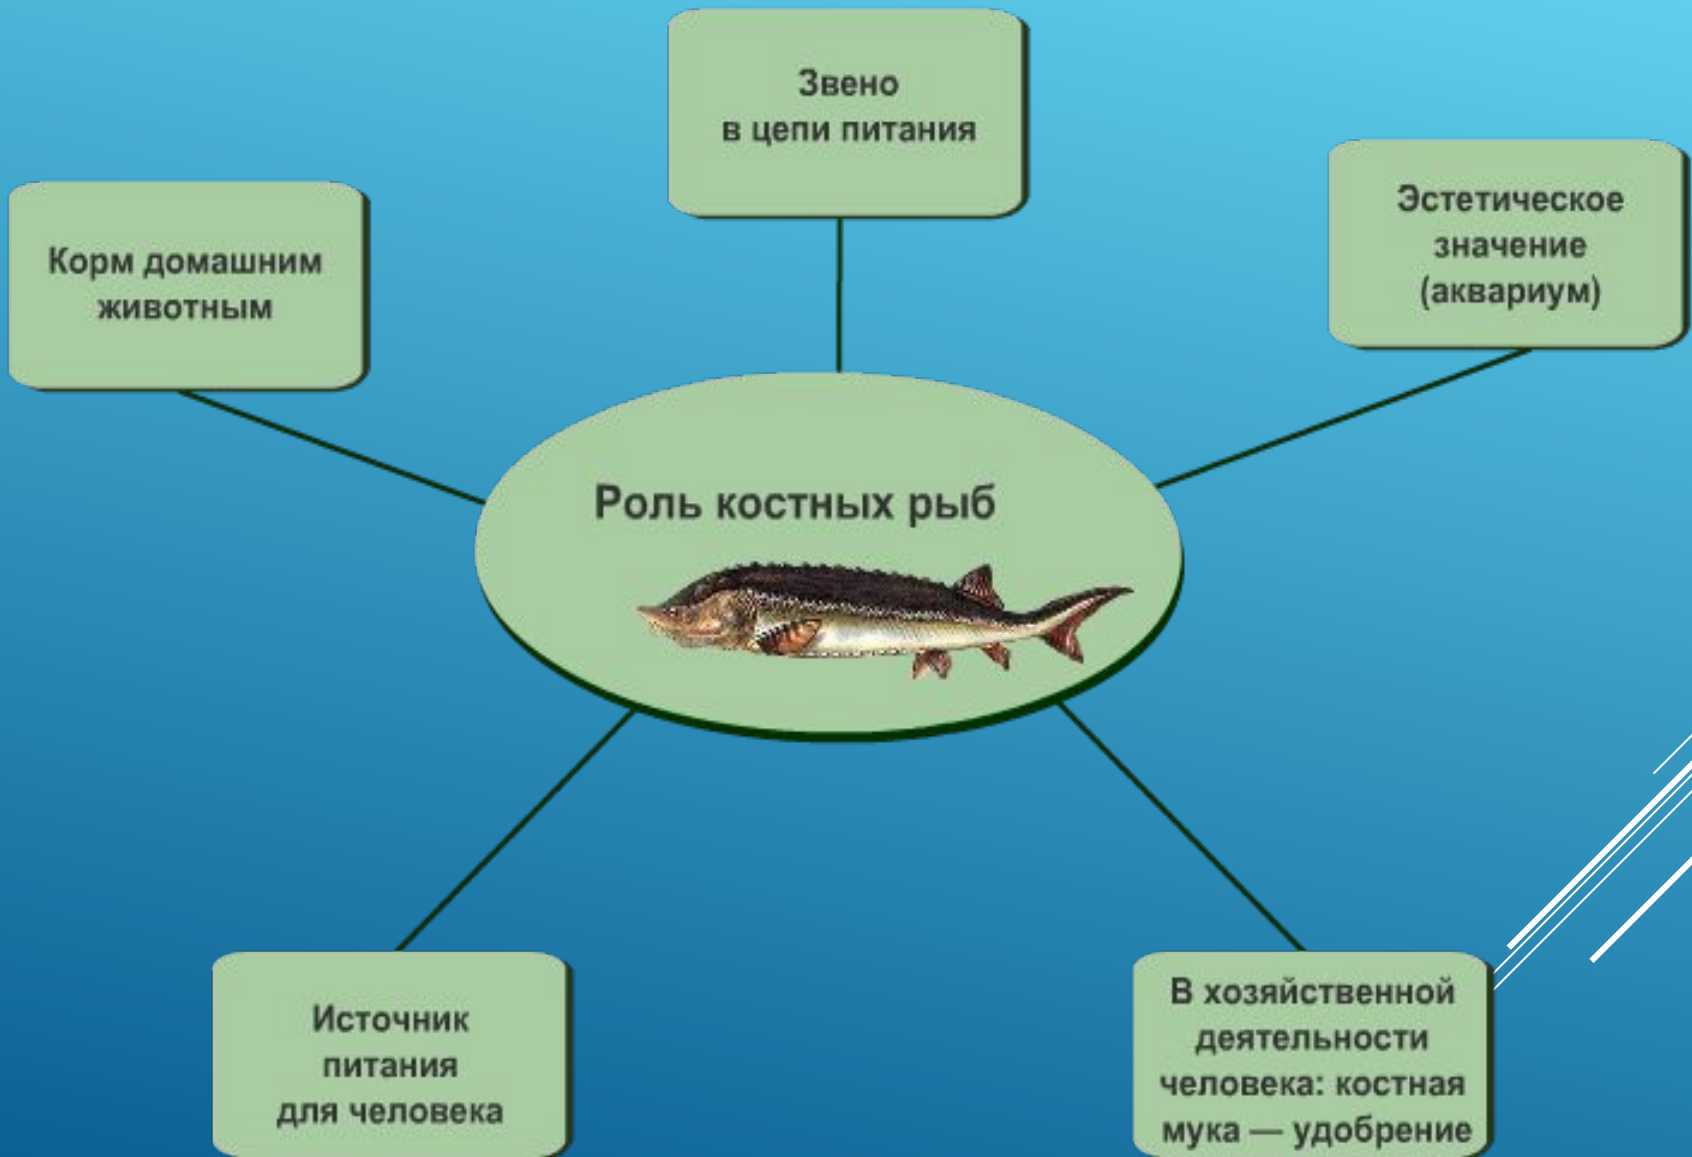 Звено
в цепи питания
Эстетическое
значение
(аквариум)
Корм домашним
животным
Роль костных рыб
Источник
питания
для человека
В хозяйственной
деятельности
человека: костная
мука — удобрение